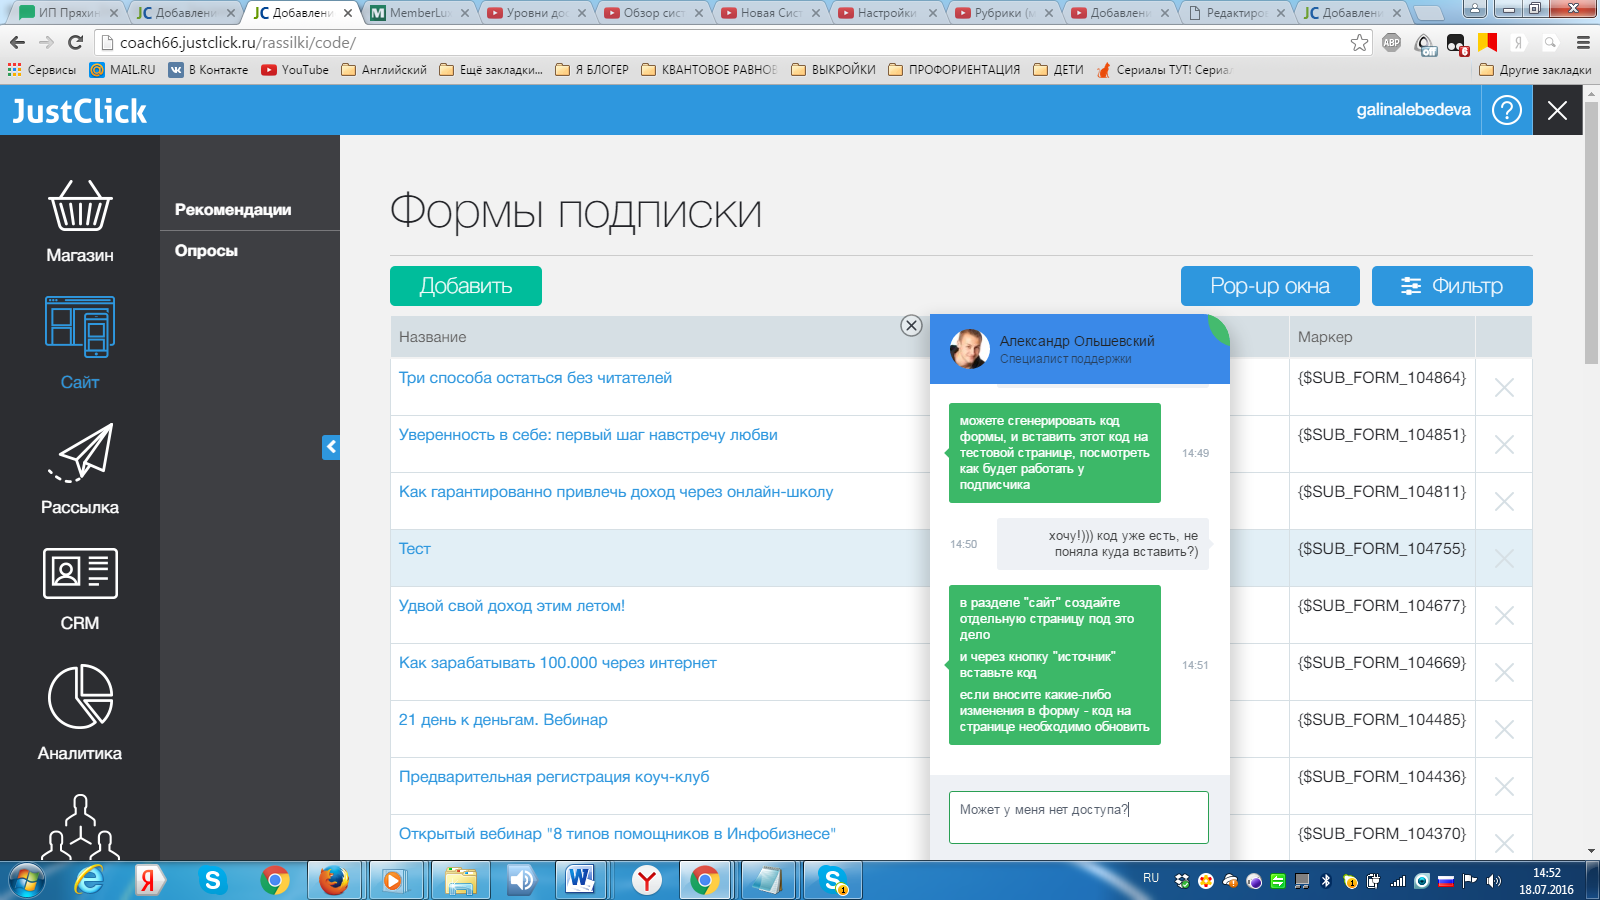 ИП Пряхин
Добавлени
Добавлени
MemberLux
Уровни дос
Обзор сист
Новая Сис
Настройки
Рубрики (м
Добавлени
Редактиров
Добавлени
coach66.justclick.ru/rassilki/code/
Сервисы
MAIL.RU
В Контакте
YouTube
Английский
Ещё закладки...
Я БЛОГЕР
КВАНТОВОЕ РАВНОВ
ВЫКРОЙКИ
ПРОФОРИЕНТАЦИЯ
ДЕТИ
Сериалы ТУТ! Сериа
Другие закладки
JustClick
galinalebedeva
Магазин
Сайт
Рассылка
CRM
Аналитика
Рекомендации
Опросы
Формы подписки
Добавить
Pop-up окна
Фильтр
Название
Маркер
Три способа остаться без читателей
{$SUB_FORM_104864}
Уверенность в себе: первый шаг навстречу любви
{$SUB_FORM_104851}
Как гарантированно привлечь доход через онлайн-школу
{$SUB_FORM_104811}
Тест
{$SUB_FORM_104755}
Удвой свой доход этим летом!
{$SUB_FORM_104677}
Как зарабатывать 100.000 через интернет
{$SUB_FORM_104669}
21 день к деньгам. Вебинар
{$SUB_FORM_104485}
Предварительная регистрация коуч-клуб
{$SUB_FORM_104436}
Открытый вебинар "8 типов помощников в Инфобизнесе"
{$SUB_FORM_104370}
Александр Ольшевский
Специалист поддержки
можете сгенерировать код
формы, и вставить этот код на
тестовой странице, посмотреть
как будет работать у
подписчика
14:49
хочу!))) код уже есть, не
поняла куда вставить?)
14:50
в разделе "сайт" создайте
отдельную страницу под это
дело
и через кнопку "источник"
вставьте код
если вносите какие-либо
изменения в форму - код на
странице необходимо обновить
14:51
Может у меня нет доступа?
RU
14:52
18.07.2016